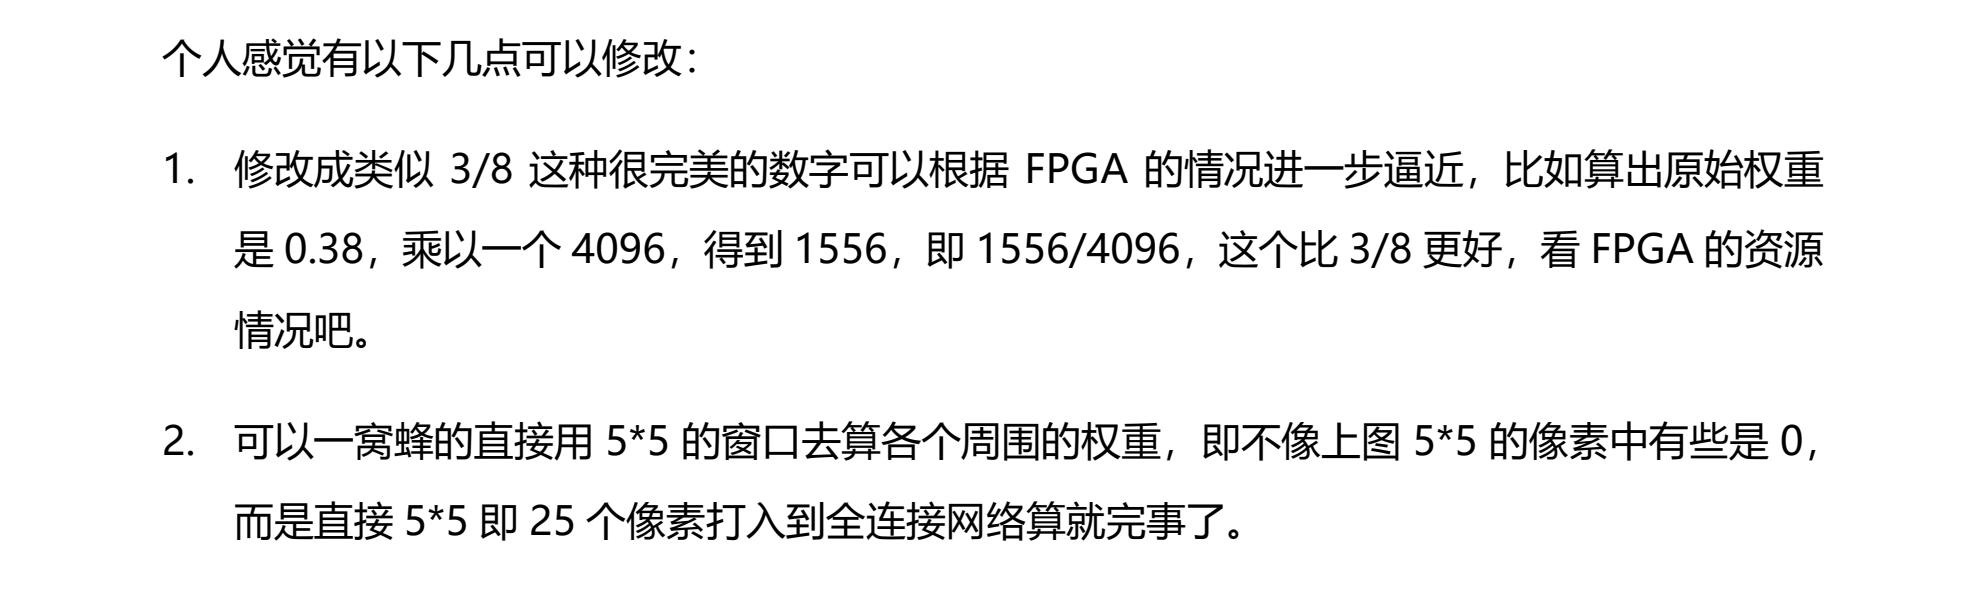 个人感觉有以下几点可以修改：
1. 修改成类似 3/8 这种很完美的数字可以根据 FPGA 的情况进一步逼近，比如算出原始权重
是 0.38，乘以一个 4096，得到 1556，即 1556/4096，这个比 3/8 更好，看 FPGA 的资源
情况吧。
2. 可以一窝蜂的直接用 5*5 的窗口去算各个周围的权重，即不像上图 5*5 的像素中有些是 0，
而是直接 5*5 即 25 个像素打入到全连接网络算就完事了。